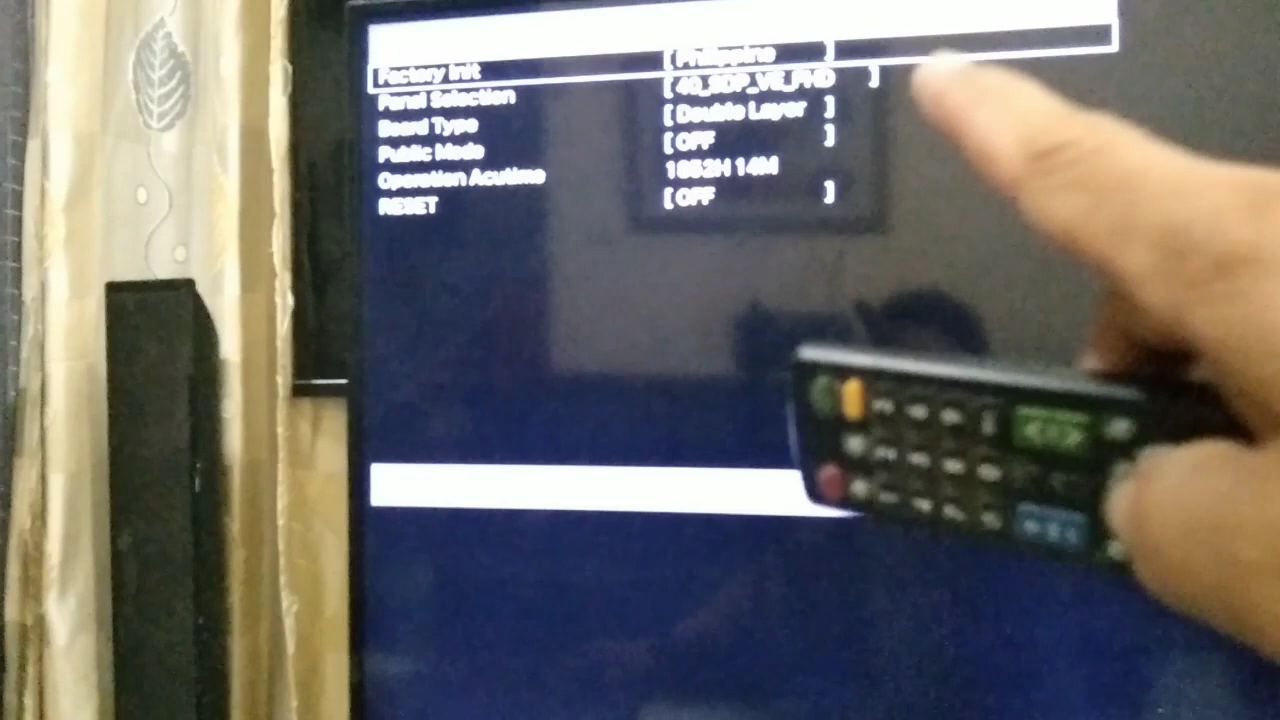 Factory Init [ Philippine ]
Panel Selection [ 40_SDP_VE_FHD ]
Board Type [ Double Layer ]
Public Mode [ OFF ]
Operation Acutime 1852H 14M
RESET [ OFF ]